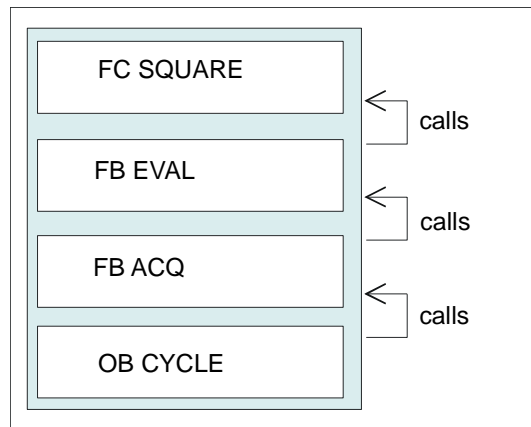 FC SQUARE
calls
FB EVAL
calls
FB ACQ
calls
OB CYCLE